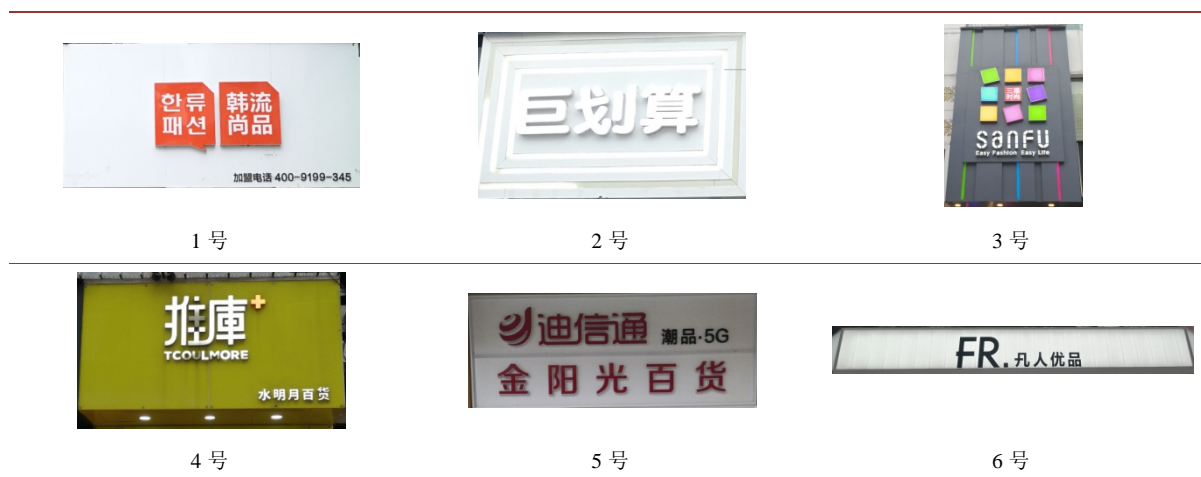 한류 韩流
패션 尚品
加盟电话 400-9199-345
巨划算
三福
时尚
SANFU
Easy Fashion Easy Life
1 号
2 号
3 号
推庫+
TCOULMORE
水明月百货
迪信通 潮品·5G
金阳光百货
FR.凡人优品
4 号
5 号
6 号